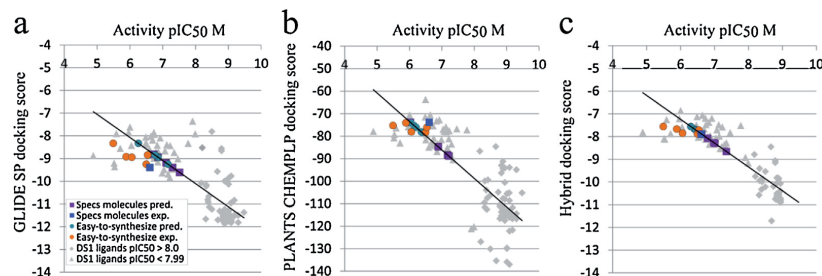 a
Activity pIC50 M
4 5 6 7 8 9 10
-4
-5
-6
-7
-8
-9
-10
-11
-12
-13
-14
GLIDE SP docking score
Specs molecules pred.
Specs molecules exp.
Easy-to-synthesize pred.
Easy-to-synthesize exp.
DS1 ligands pIC50 > 8.0
DS1 ligands pIC50 < 7.99
b
Activity pIC50 M
4 5 6 7 8 9 10
-40
-50
-60
-70
-80
-90
-100
-110
-120
-130
-140
PLANTS CHEMPLP docking score
c
Activity pIC50 M
4 5 6 7 8 9 10
-4
-5
-6
-7
-8
-9
-10
-11
-12
-13
-14
Hybrid docking score